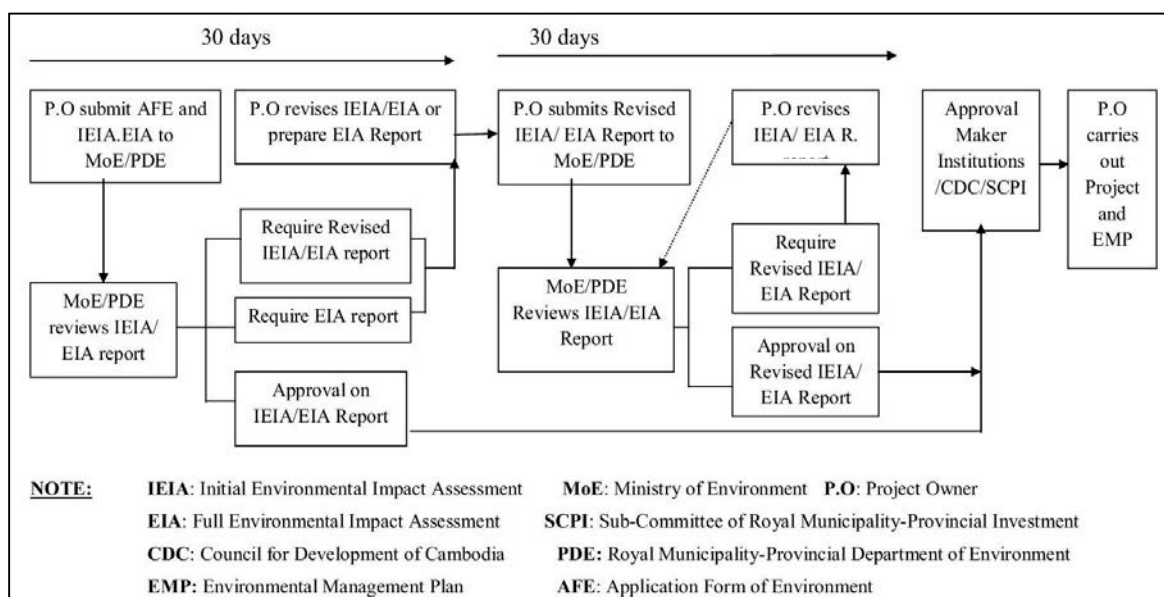 30 days
30 days
P.O submit AFE and
IEIA.EIA to
MoE/PDE
P.O revises IEIA/EIA or
prepare EIA Report
P.O submits Revised
IEIA/ EIA Report to
MoE/PDE
P.O revises
IEIA/ EIA R.
Approval
Maker
Institutions
/CDC/SCPI
P.O
carries
out
Project
and
EMP
MoE/PDE
reviews IEIA/
EIA report
Require Revised
IEIA/EIA report
Require EIA report
Approval on
IEIA/EIA Report
MoE/PDE
Reviews IEIA/EIA
Report
Require
Revised IEIA/
EIA Report
Approval on
Revised IEIA/
EIA Report
NOTE: IEIA: Initial Environmental Impact Assessment MoE: Ministry of Environment P.O: Project Owner
EIA: Full Environmental Impact Assessment SCPI: Sub-Committee of Royal Municipality-Provincial Investment
CDC: Council for Development of Cambodia PDE: Royal Municipality-Provincial Department of Environment
EMP: Environmental Management Plan AFE: Application Form of Environment